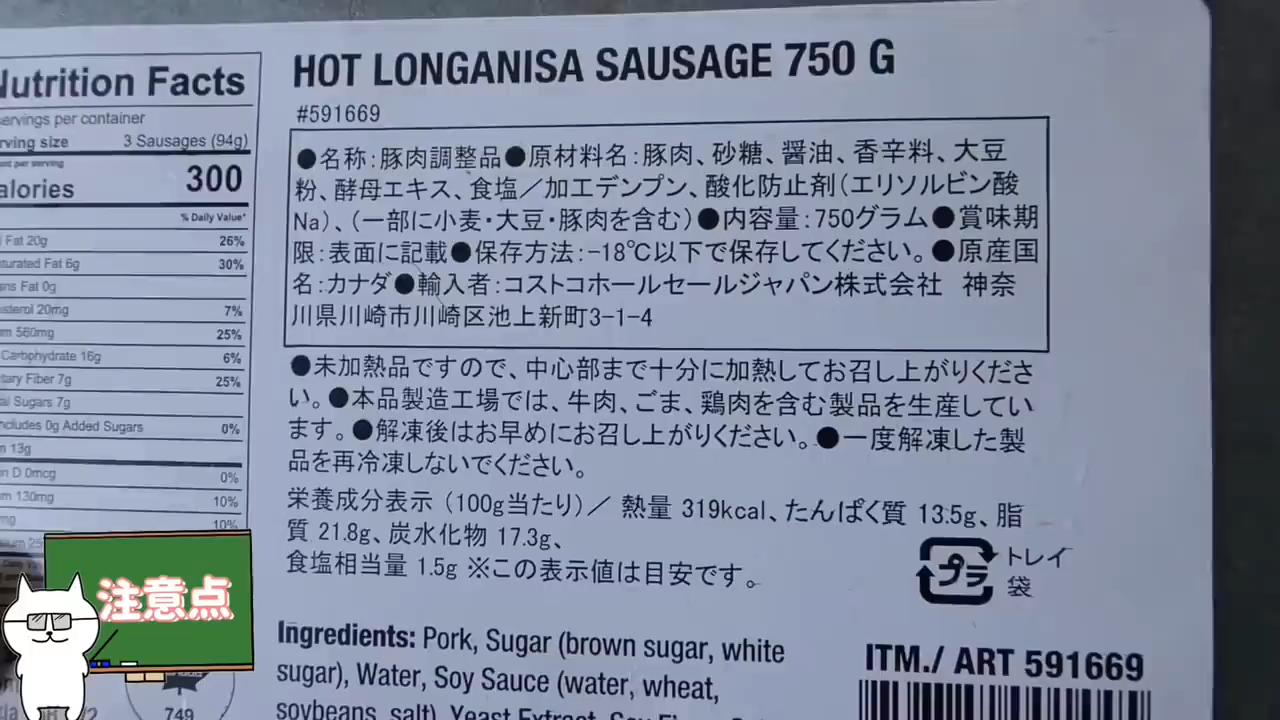 HOT LONGANISA SAUSAGE 750 G
#591669
●名称:豚肉調整品●原材料名:豚肉、砂糖、醤油、香辛料、大豆
粉、酵母エキス、食塩／加工デンプン、酸化防止剤(エリソルビン酸
Na)、(一部に小麦・大豆・豚肉を含む)●内容量:750グラム●賞味期
限:表面に記載●保存方法:-18℃以下で保存してください。●原産国
名:カナダ●輸入者:コストコホールセールジャパン株式会社 神奈
川県川崎市川崎区池上新町3-1-4
●未加熱品ですので、中心部まで十分に加熱してお召し上がりくださ
い。●本品製造工場では、牛肉、ごま、鶏肉を含む製品を生産してい
ます。●解凍後はお早めにお召し上がりください。●一度解凍した製
品を再冷凍しないでください。
栄養成分表示 (100g当たり)／ 熱量 319kcal、たんぱく質 13.5g、脂
質 21.8g、炭水化物 17.3g、
食塩相当量 1.5g ※この表示値は目安です。
プラ
トレイ
袋
Ingredients: Pork, Sugar (brown sugar, white
sugar), Water, Soy Sauce (water, wheat,
soybeans, salt), Yeast Extract,
ITM./ ART 591669
Nutrition Facts
servings per container
serving size 3 Sausages (94g)
per serving
Calories 300
% Daily Value*
Fat 20g 26%
Saturated Fat 6g 30%
Trans Fat 0g
Cholesterol 20mg 7%
560mg 25%
Carbohydrate 16g 6%
Dietary Fiber 7g 25%
Sugars 7g
Includes 0g Added Sugars 0%
13g
D 0mcg 0%
130mg 10%
mg 10%
注意点
749